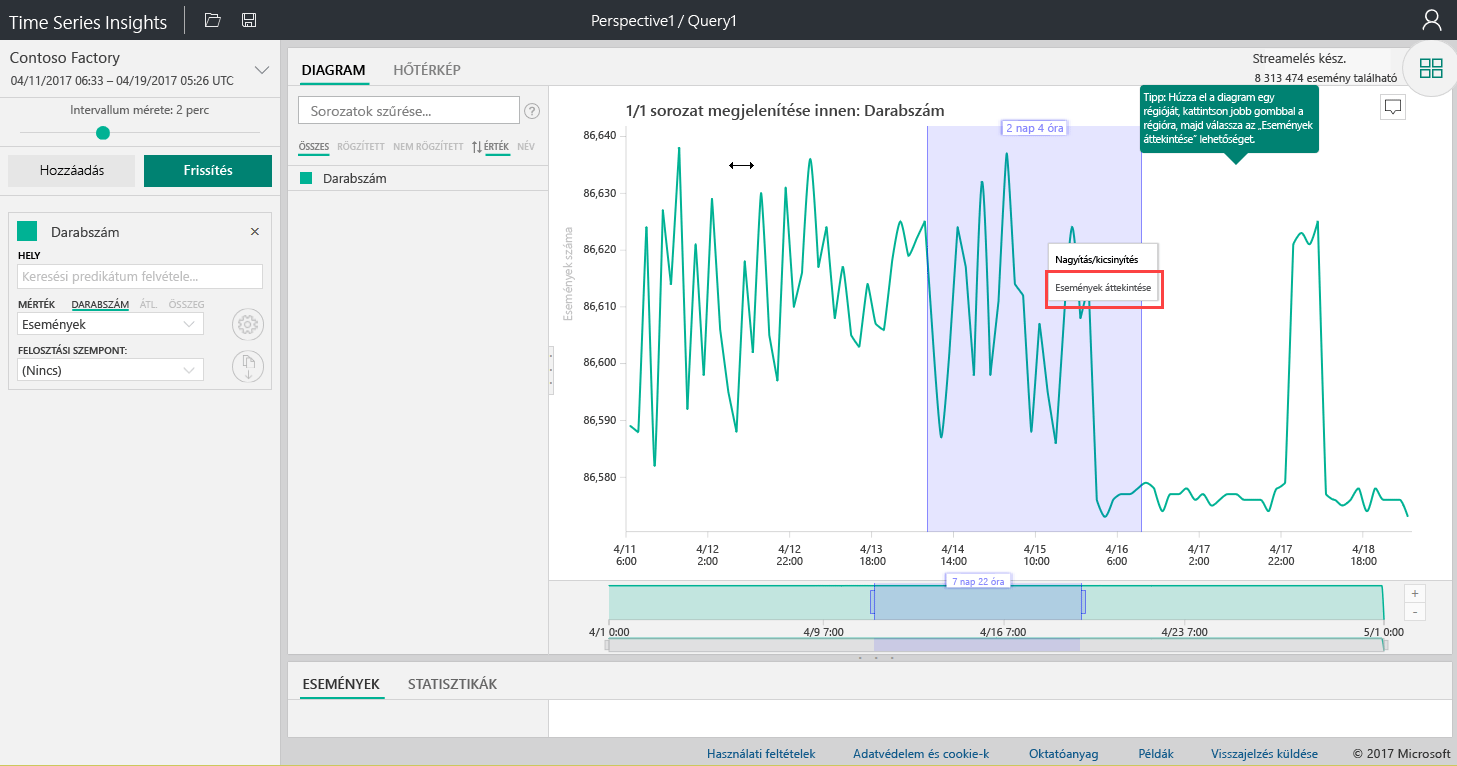 Time Series Insights
Perspective1 / Query1
Contoso Factory
04/11/2017 06:33 – 04/19/2017 05:26 UTC
Intervallum mérete: 2 perc
Hozzáadás
Frissítés
Darabszám
×
HELY
Keresési predikátum felvétele...
MÉRTÉK DARABSZÁM ÁTL. ÖSSZEG
Események
FELOSZTÁSI SZEMPONT:
(Nincs)
DIAGRAM
HŐTÉRKÉP
Streamelés kész.
8 313 474 esemény található
Sorozatok szűrése...
?
ÖSSZES RÖGZÍTETT NEM RÖGZÍTETT ÉRTÉK NÉV
Darabszám
1/1 sorozat megjelenítése innen: Darabszám
Tipp: Húzza el a diagram egy
régióját, kattintson jobb gombbal a
régióra, majd válassza az „Események
áttekintése” lehetőséget.
2 nap 4 óra
Események száma
86,640
86,630
86,620
86,610
86,600
86,590
86,580
Nagyítás/kicsinyítés
Események áttekintése
4/11 4/12 4/12 4/13 4/14 4/15 4/16 4/17 4/17 4/18
6:00 2:00 22:00 18:00 14:00 10:00 6:00 2:00 22:00 18:00
7 nap 22 óra
+
-
4/1 0:00 4/9 7:00 4/16 7:00 4/23 7:00 5/1 0:00
ESEMÉNYEK
STATISZTIKÁK
Használati feltételek Adatvédelem és cookie-k Oktatóanyag Példák Visszajelzés küldése © 2017 Microsoft